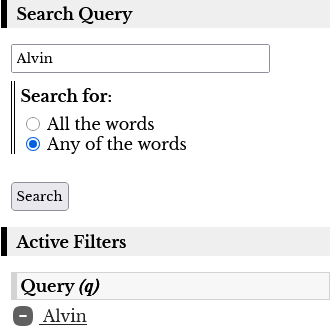 Search Query
Alvin
Search for:
All the words
Any of the words
Search
Active Filters
Query (q)
Alvin